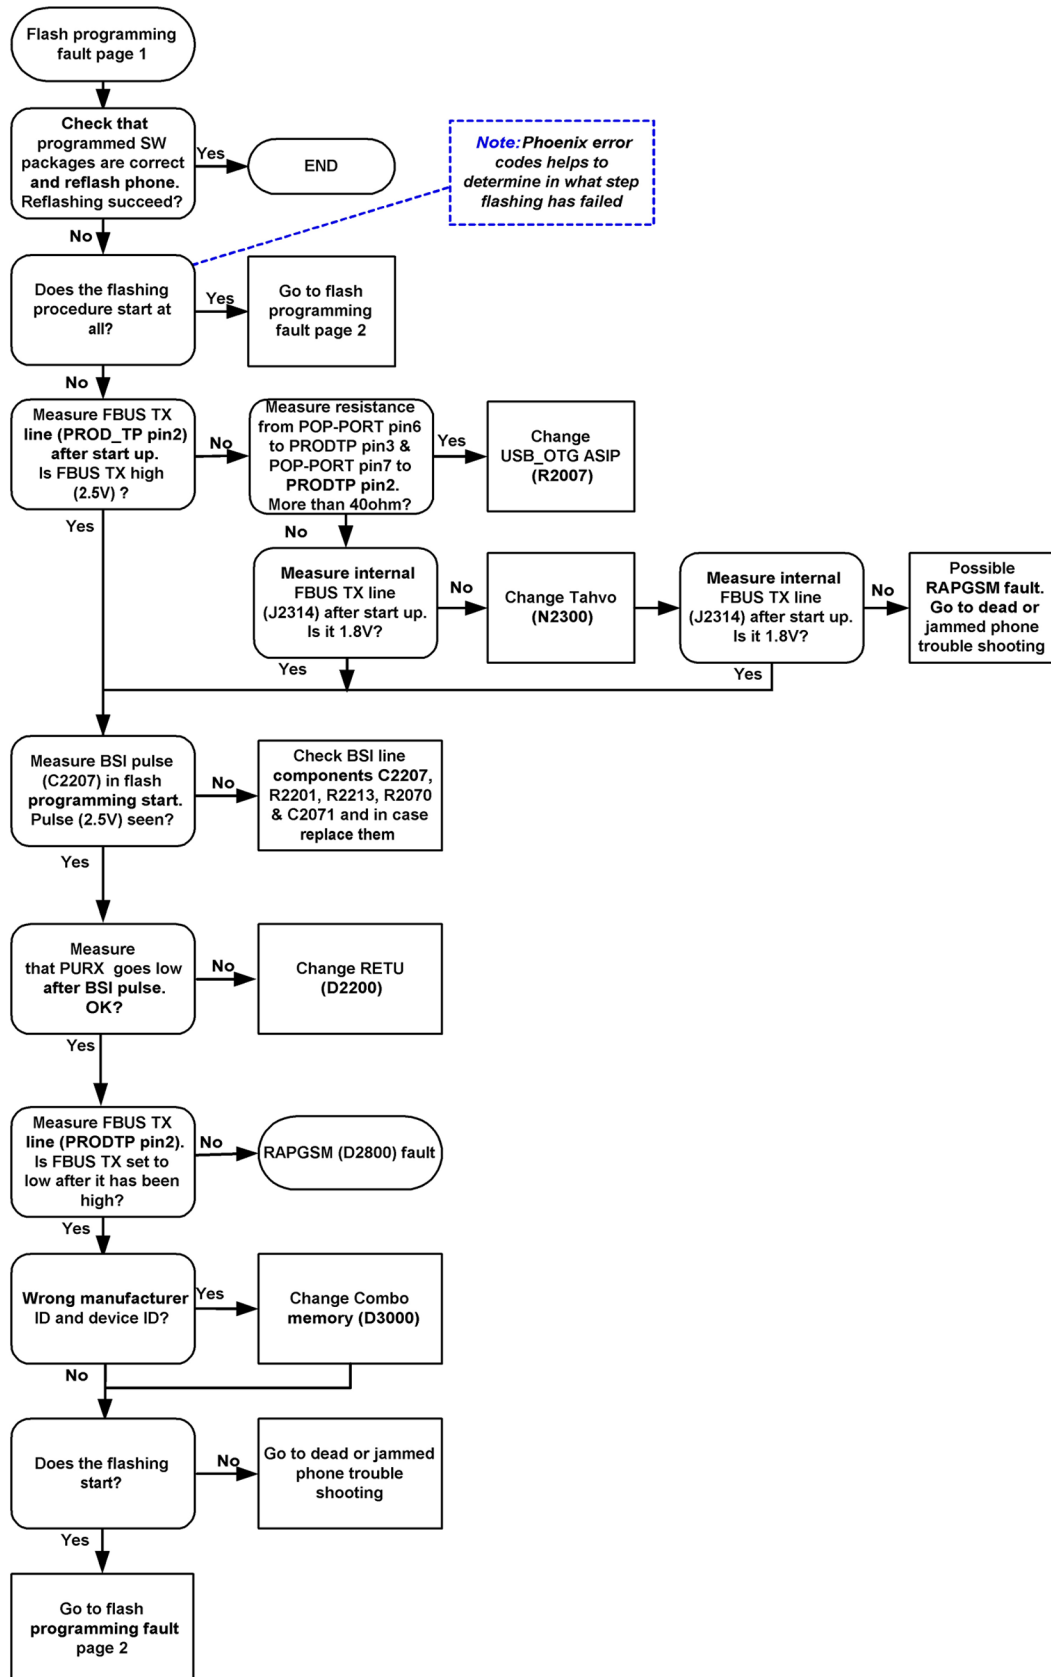 Flash programming
fault page 1
Check that
programmed SW
packages are correct
and reflash phone.
Reflashing succeed?
Yes
END
Note:Phoenix error
codes helps to
determine in what step
flashing has failed
No
Does the flashing
procedure start at
all?
Yes
Go to flash
programming
fault page 2
No
Measure FBUS TX
line (PROD_TP pin2)
after start up.
Is FBUS TX high
(2.5V) ?
No
Measure resistance
from POP-PORT pin6
to PRODTP pin3 &
POP-PORT pin7 to
PRODTP pin2.
More than 40ohm?
Yes
Change
USB_OTG ASIP
(R2007)
Yes
No
Measure internal
FBUS TX line
(J2314) after start up.
Is it 1.8V?
No
Change Tahvo
(N2300)
Measure internal
FBUS TX line
(J2314) after start up.
Is it 1.8V?
No
Possible
RAPGSM fault.
Go to dead or
jammed phone
trouble shooting
Yes
Yes
Measure BSI pulse
(C2207) in flash
programming start.
Pulse (2.5V) seen?
No
Check BSI line
components C2207,
R2201, R2213, R2070
& C2071 and in case
replace them
Yes
Measure
that PURX goes low
after BSI pulse.
OK?
No
Change RETU
(D2200)
Yes
Measure FBUS TX
line (PRODTP pin2).
Is FBUS TX set to
low after it has been
high?
No
RAPGSM (D2800) fault
Yes
Wrong manufacturer
ID and device ID?
Yes
Change Combo
memory (D3000)
No
Does the flashing
start?
No
Go to dead or jammed
phone trouble
shooting
Yes
Go to flash
programming fault
page 2